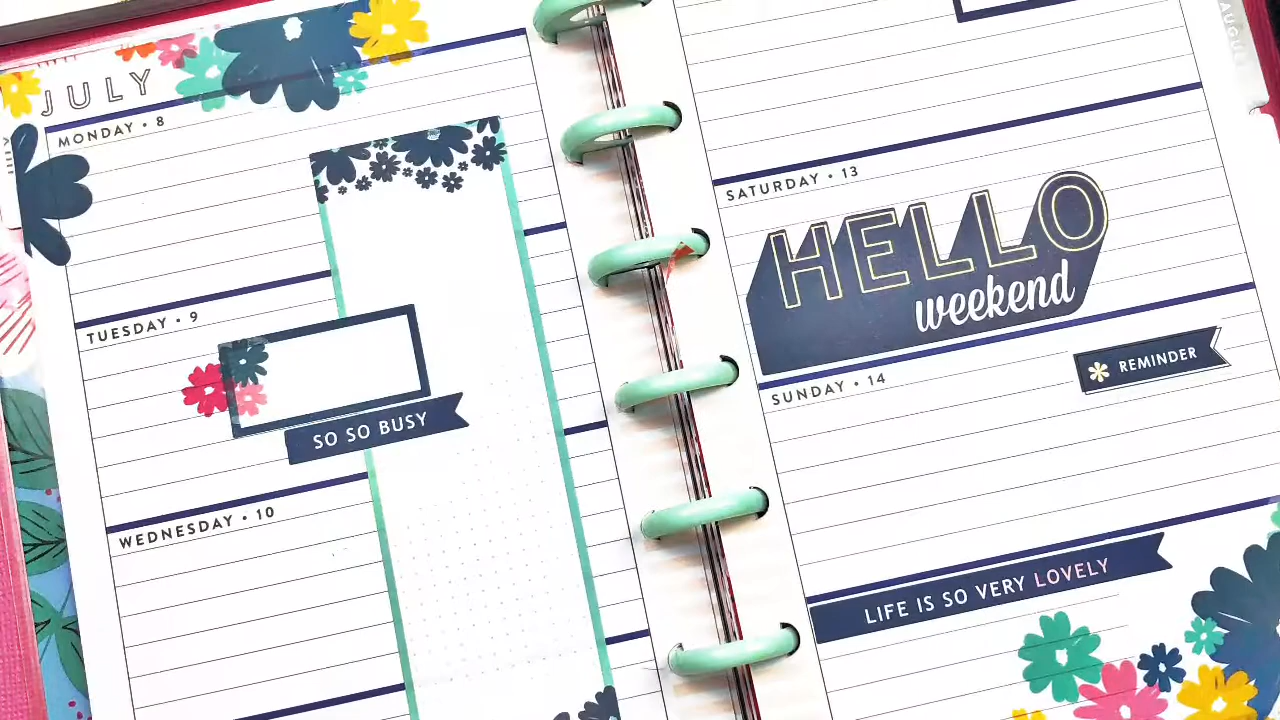 JULY
MONDAY • 8
TUESDAY • 9
SO SO BUSY
WEDNESDAY • 10
SATURDAY • 13
HELLO
weekend
SUNDAY • 14
REMINDER
LIFE IS SO VERY LOVELY